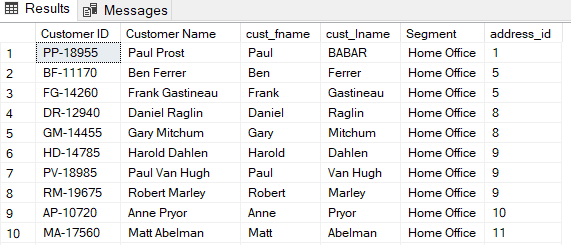 Results Messages
Customer ID Customer Name cust_fname cust_lname Segment address_id
1 PP-18955 Paul Prost Paul BABAR Home Office 1
2 BF-11170 Ben Ferrer Ben Ferrer Home Office 5
3 FG-14260 Frank Gastineau Frank Gastineau Home Office 5
4 DR-12940 Daniel Raglin Daniel Raglin Home Office 8
5 GM-14455 Gary Mitchum Gary Mitchum Home Office 8
6 HD-14785 Harold Dahlen Harold Dahlen Home Office 9
7 PV-18985 Paul Van Hugh Paul Van Hugh Home Office 9
8 RM-19675 Robert Marley Robert Marley Home Office 9
9 AP-10720 Anne Pryor Anne Pryor Home Office 10
10 MA-17560 Matt Abelman Matt Abelman Home Office 11